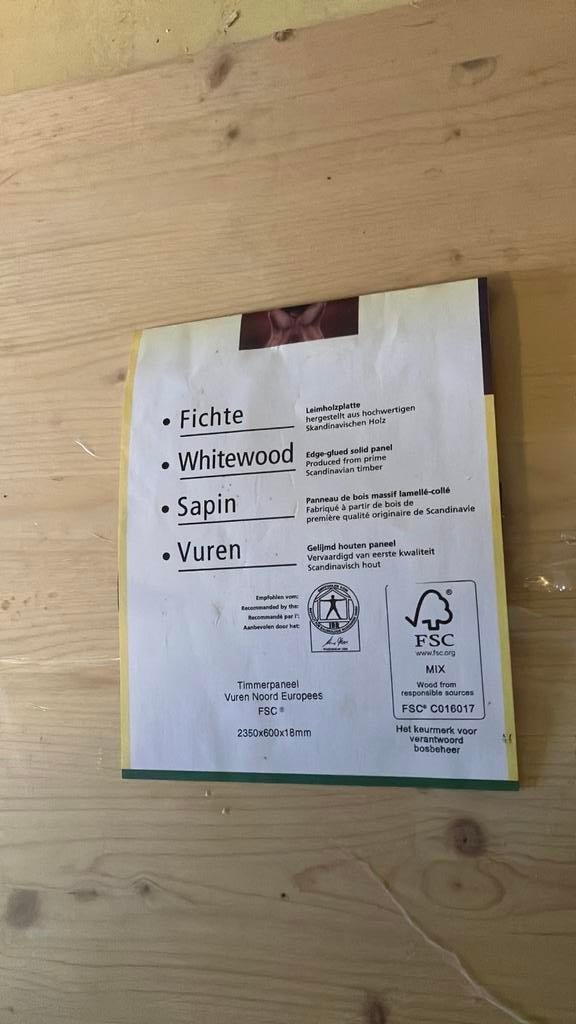 • Fichte
Leimholzplatte
hergestellt aus hochwertigen
Skandinavischen Holz
• Whitewood
Edge-glued solid panel
Produced from prime
Scandinavian timber
• Sapin
Panneau de bois massif lamellé-collé
Fabriqué à partir de bois de
première qualité originaire de Scandinavie
• Vuren
Gelijmd houten paneel
Vervaardigd van eerste kwaliteit
Scandinavisch hout
Empfohlen vom:
Recommended by the:
Recommandé par l':
Aanbevolen door het:
IBR
Timmerpaneel
Vuren Noord Europees
FSC ®
2350x600x18mm
®
FSC
www.fsc.org
MIX
Wood from
responsible sources
FSC® C016017
Het keurmerk voor
verantwoord
bosbeheer